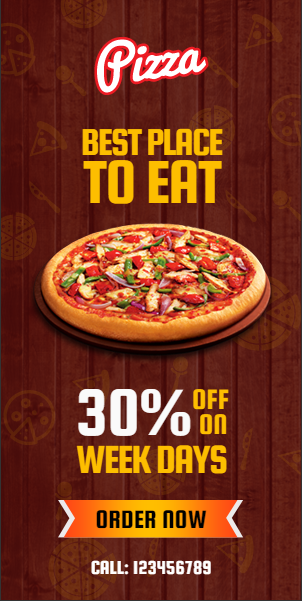 Pizza
BEST PLACE
TO EAT
30% OFF
ON
WEEK DAYS
ORDER NOW
CALL: 123456789